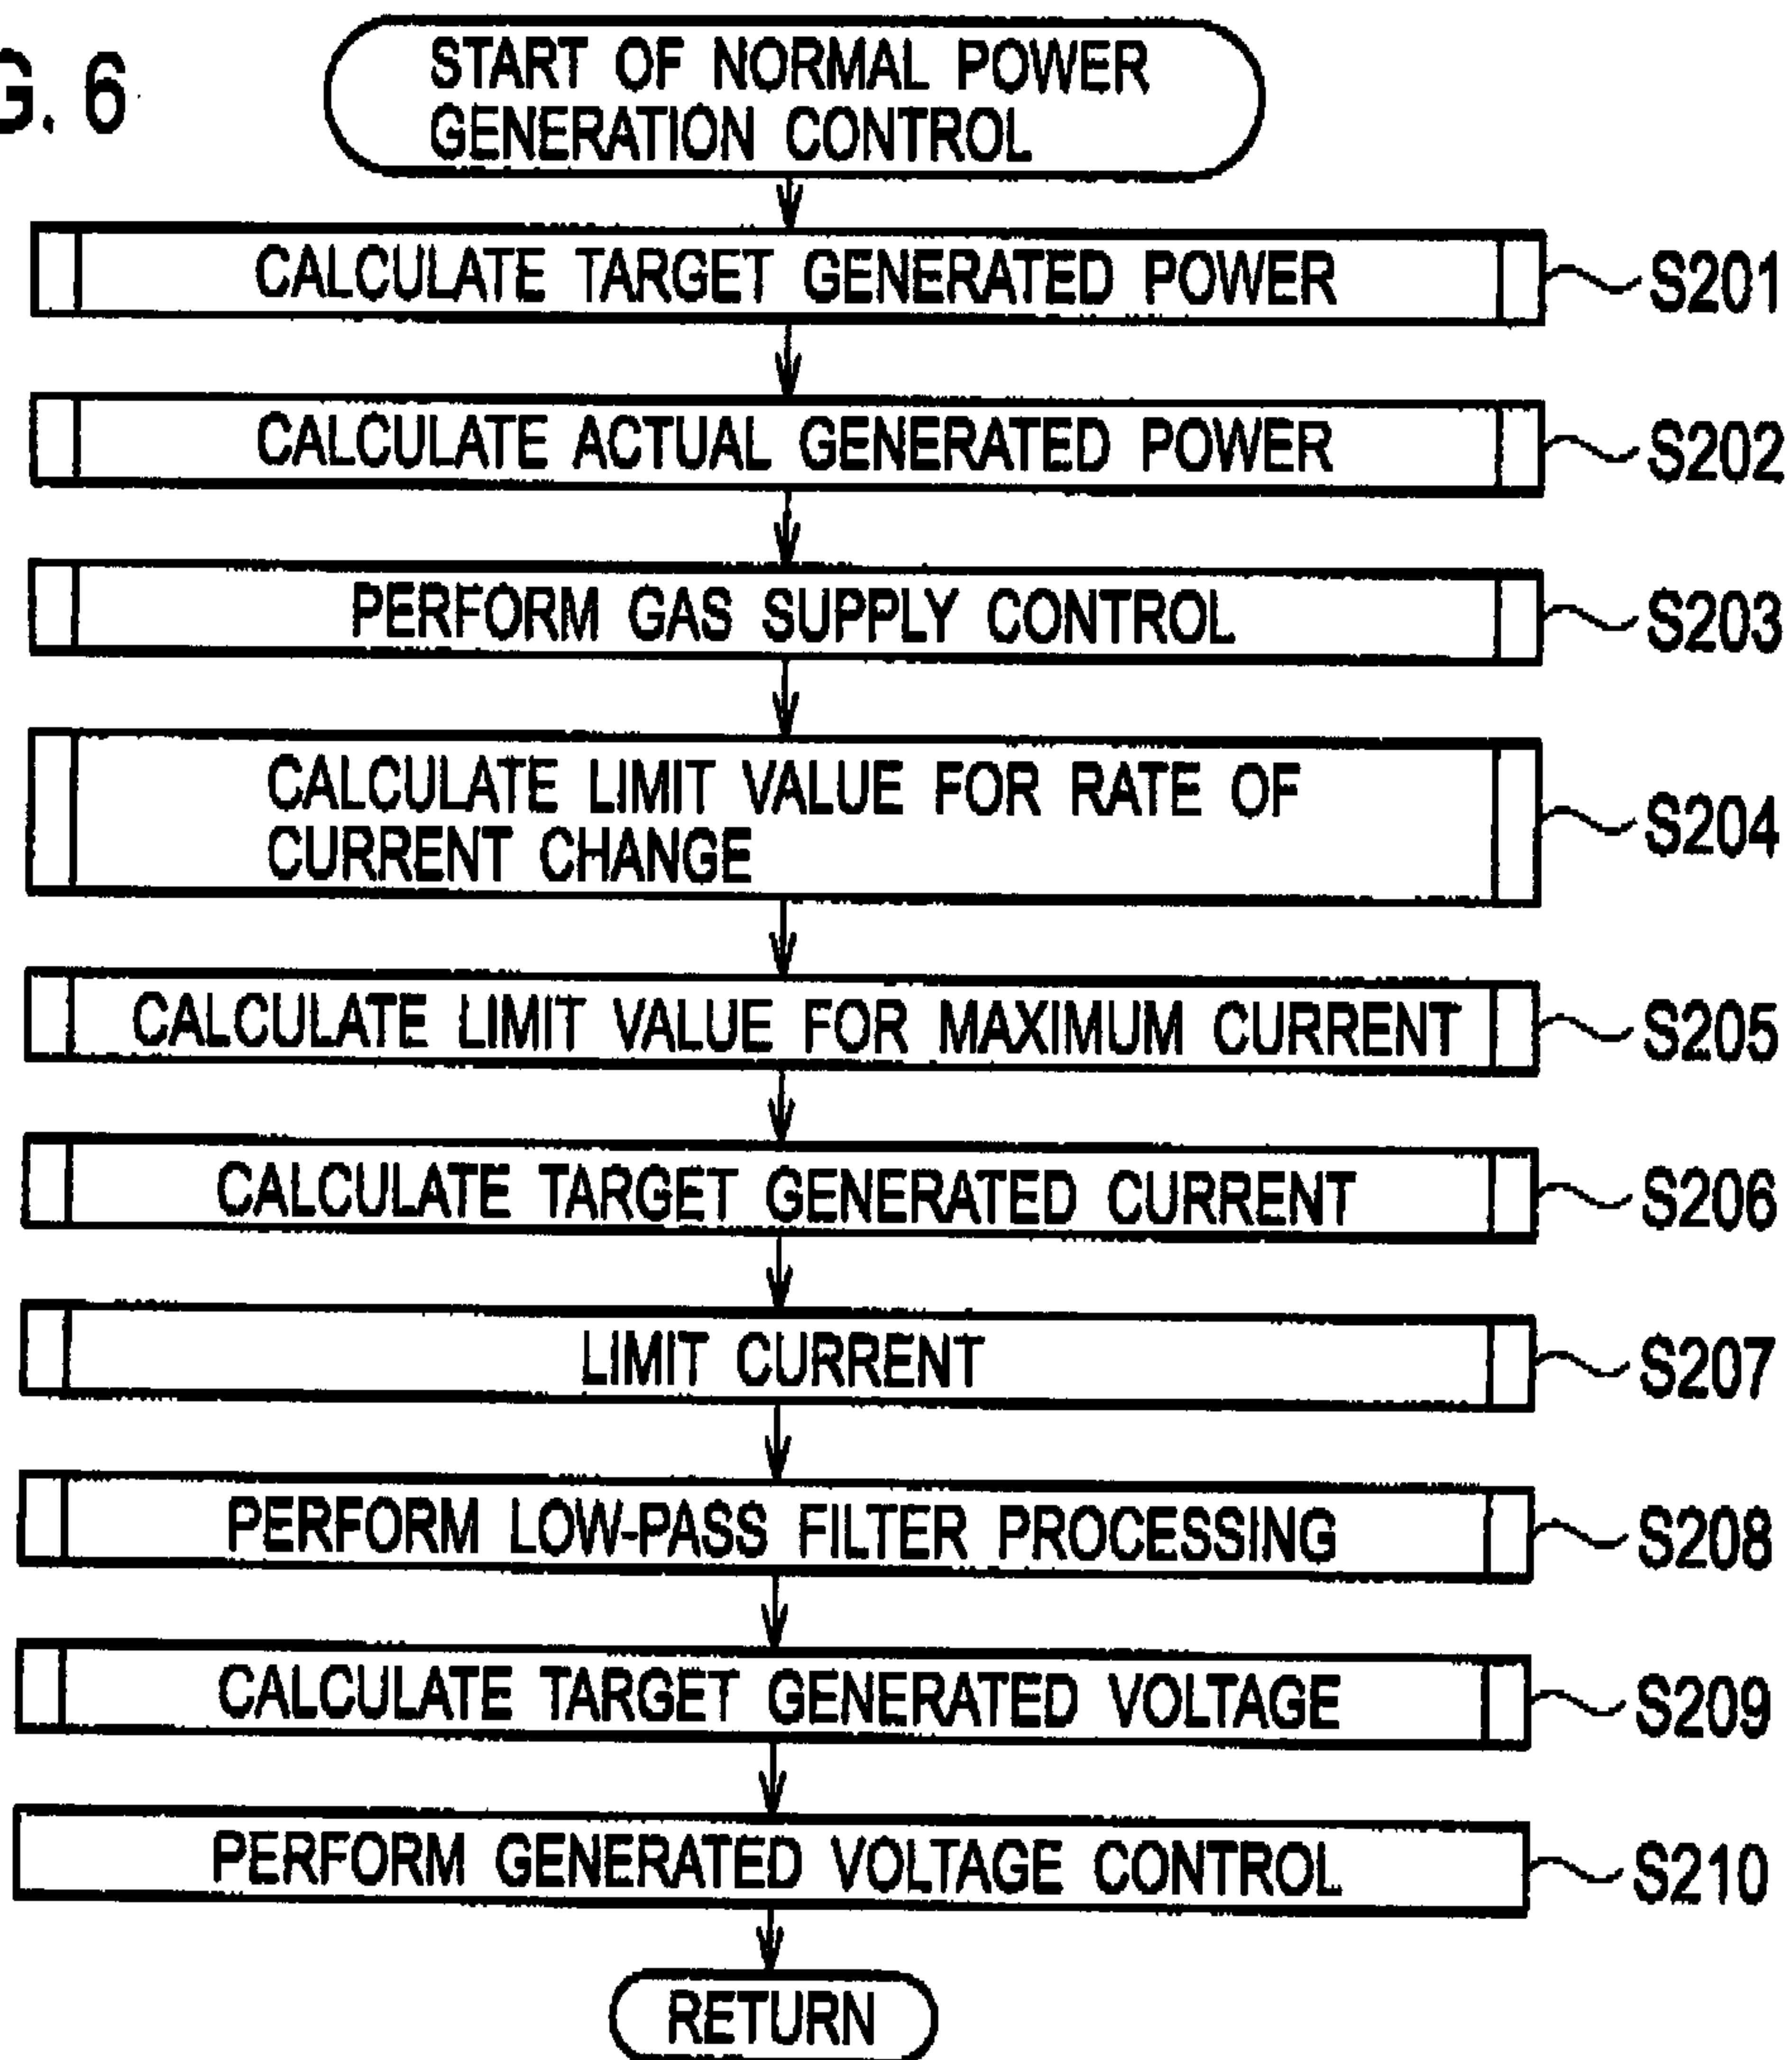 G. 6
START OF NORMAL POWER
GENERATION CONTROL
CALCULATE TARGET GENERATED POWER
S201
CALCULATE ACTUAL GENERATED POWER
S202
PERFORM GAS SUPPLY CONTROL
S203
CALCULATE LIMIT VALUE FOR RATE OF
CURRENT CHANGE
S204
CALCULATE LIMIT VALUE FOR MAXIMUM CURRENT
S205
CALCULATE TARGET GENERATED CURRENT
S206
LIMIT CURRENT
S207
PERFORM LOW-PASS FILTER PROCESSING
S208
CALCULATE TARGET GENERATED VOLTAGE
S209
PERFORM GENERATED VOLTAGE CONTROL
S210
RETURN